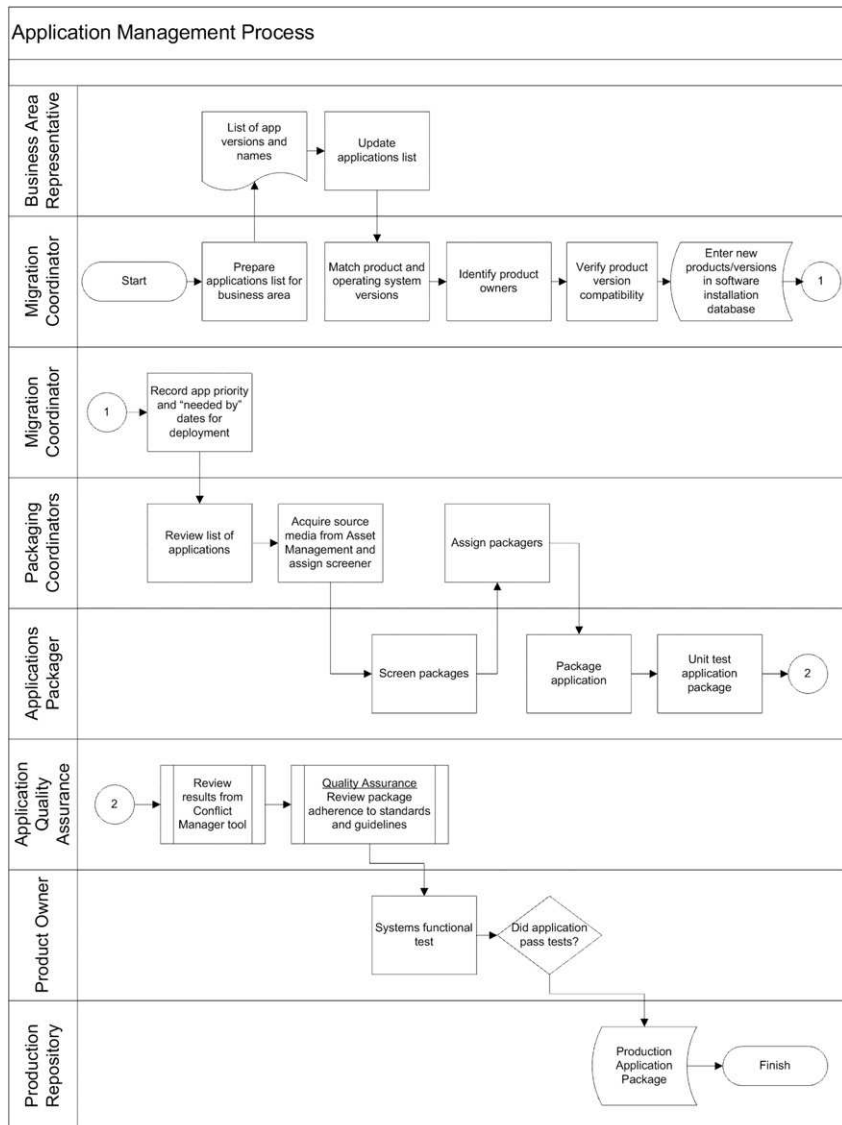 Application Management Process
Business Area
Representative
List of app
versions and
names
Update
applications list
Migration
Coordinator
Start
Prepare
applications list for
business area
Match product and
operating system
versions
Identify product
owners
Verify product
version
compatibility
Enter new
products/versions
in software
installation
database
1
Migration
Coordinator
1
Record app priority
and “needed by”
dates for
deployment
Packaging
Coordinators
Review list of
applications
Acquire source
media from Asset
Management and
assign screener
Assign packagers
Applications
Packager
Screen packages
Package
application
Unit test
application
package
2
Application
Quality
Assurance
2
Review
results from
Conflict
Manager tool
Quality Assurance
Review package
adherence to standards
and guidelines
Product Owner
Systems functional
test
Did application
pass tests?
Production
Repository
Production
Application
Package
Finish